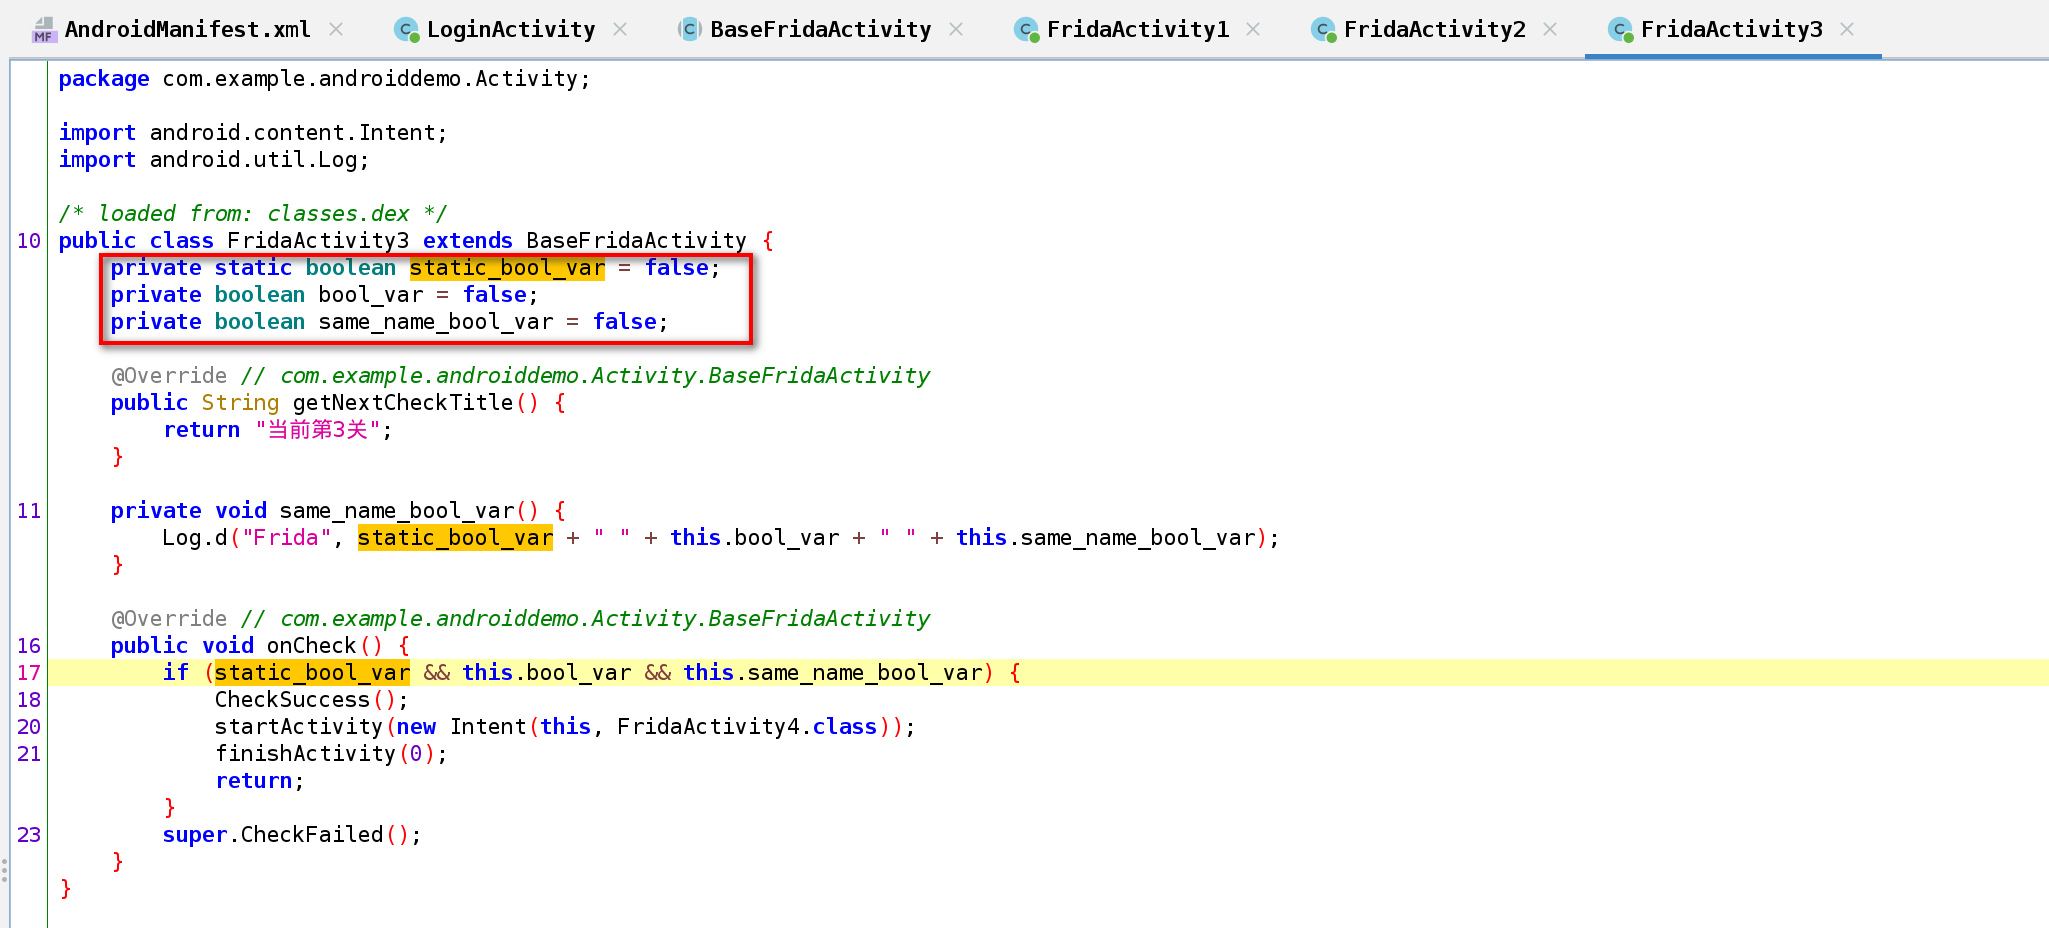 AndroidManifest.xml LoginActivity BaseFridaActivity FridaActivity1 FridaActivity2 FridaActivity3
package com.example.androiddemo.Activity;
import android.content.Intent;
import android.util.Log;
/* loaded from: classes.dex */
10 public class FridaActivity3 extends BaseFridaActivity {
private static boolean static_bool_var = false;
private boolean bool_var = false;
private boolean same_name_bool_var = false;
@Override // com.example.androiddemo.Activity.BaseFridaActivity
public String getNextCheckTitle() {
return "当前第3关";
}
11 private void same_name_bool_var() {
Log.d("Frida", static_bool_var + " " + this.bool_var + " " + this.same_name_bool_var);
}
@Override // com.example.androiddemo.Activity.BaseFridaActivity
16 public void onCheck() {
17 if (static_bool_var && this.bool_var && this.same_name_bool_var) {
18 CheckSuccess();
20 startActivity(new Intent(this, FridaActivity4.class));
21 finishActivity(0);
return;
}
23 super.CheckFailed();
}
}